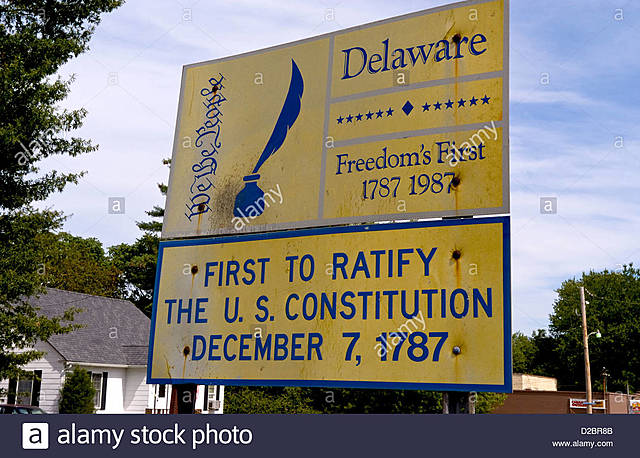 We the People
Delaware
Freedom's First
1787 1987
FIRST TO RATIFY
THE U. S. CONSTITUTION
DECEMBER 7, 1787
alamy
a
a alamy stock photo
D2BR8B
www.alamy.com